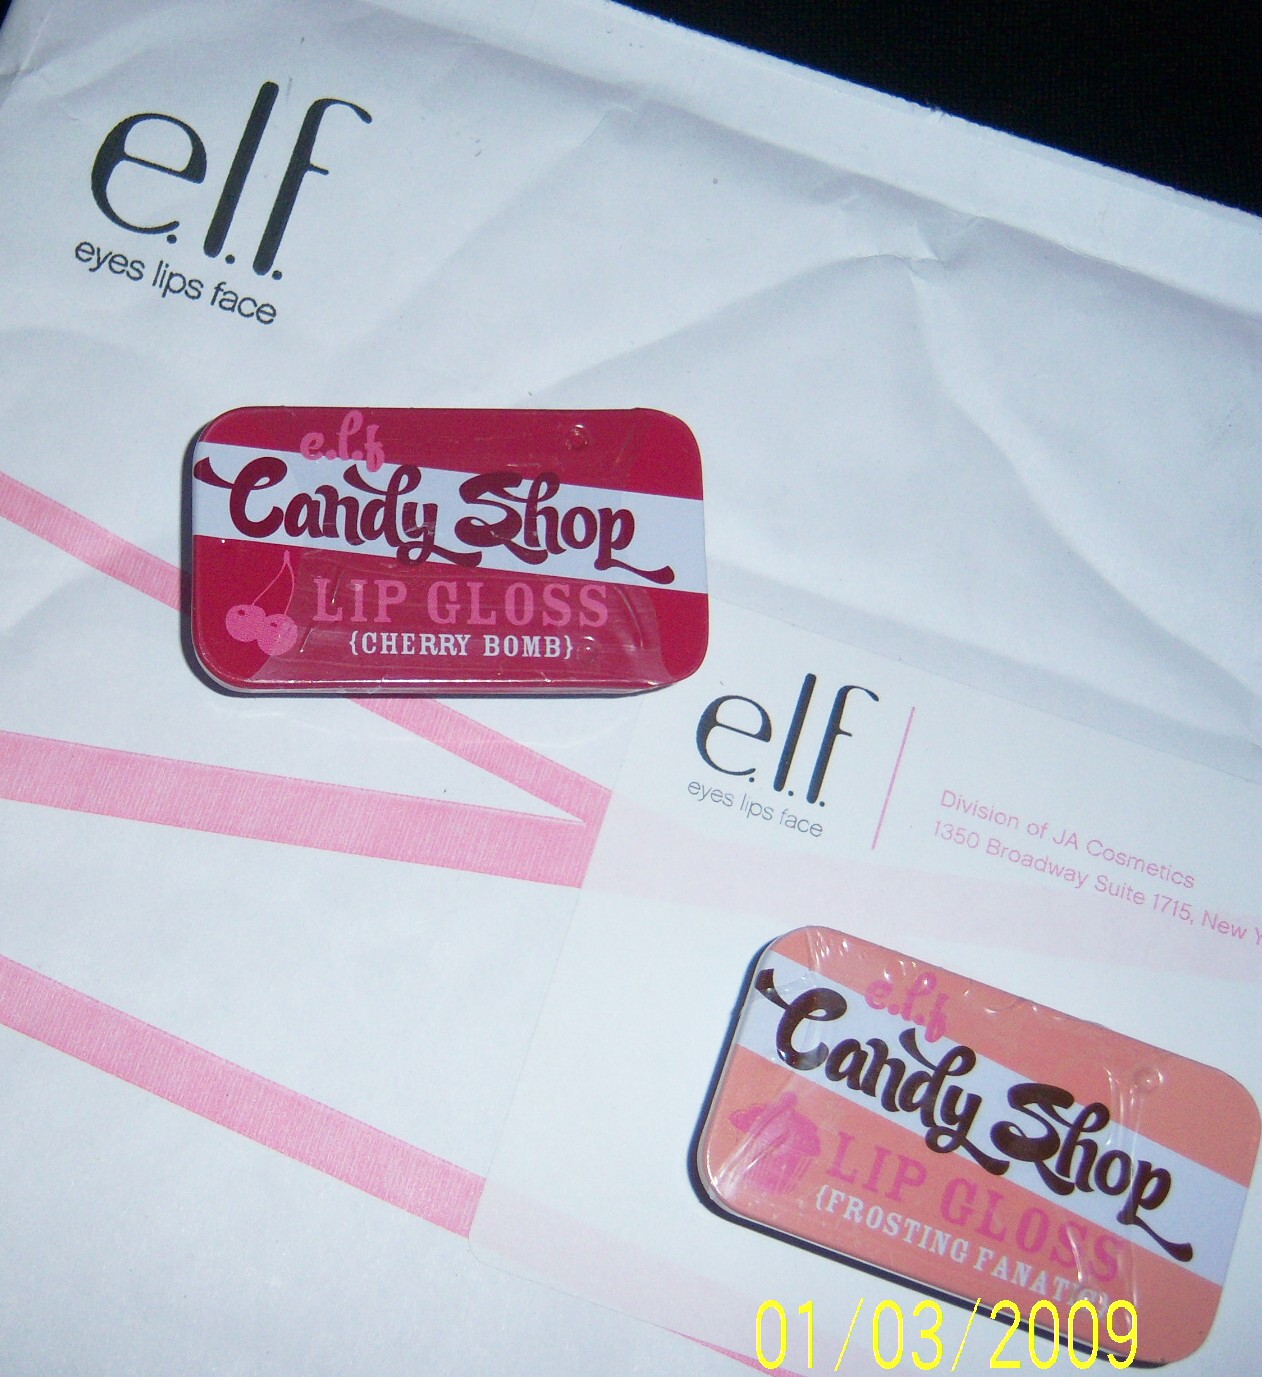 e.l.f.
eyes lips face
e.l.f
Candy Shop
LIP GLOSS
{CHERRY BOMB}
e.l.f.
eyes lips face
Division of JA Cosmetics
1350 Broadway Suite 1715, New Y
e.l.f
Candy Shop
LIP GLOSS
{FROSTING FANATIC}
01/03/2009